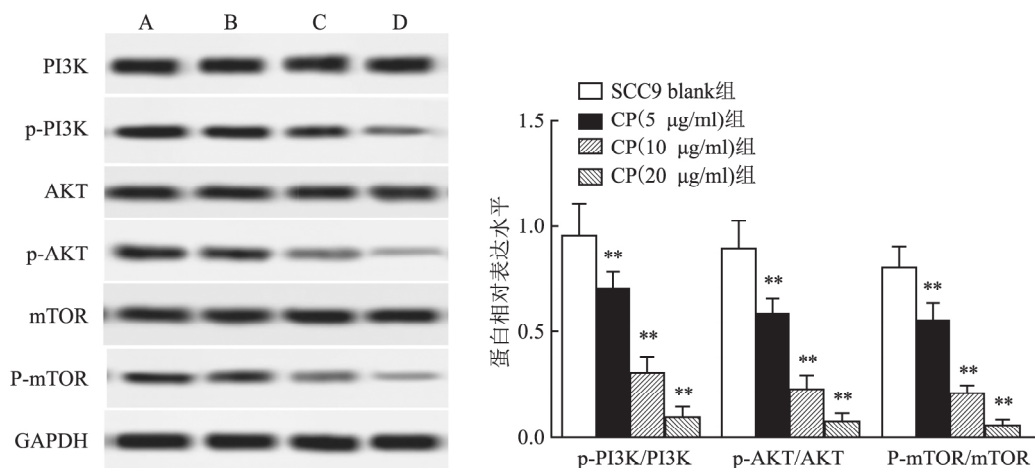 A B C D
PI3K
p-PI3K
AKT
p-AKT
mTOR
P-mTOR
GAPDH
SCC9 blank组
CP(5 μg/ml)组
CP(10 μg/ml)组
CP(20 μg/ml)组
蛋白相对表达水平
1.5
1.0
0.5
0.0
**
**
**
**
**
**
**
**
**
p-PI3K/PI3K
p-AKT/AKT
P-mTOR/mTOR